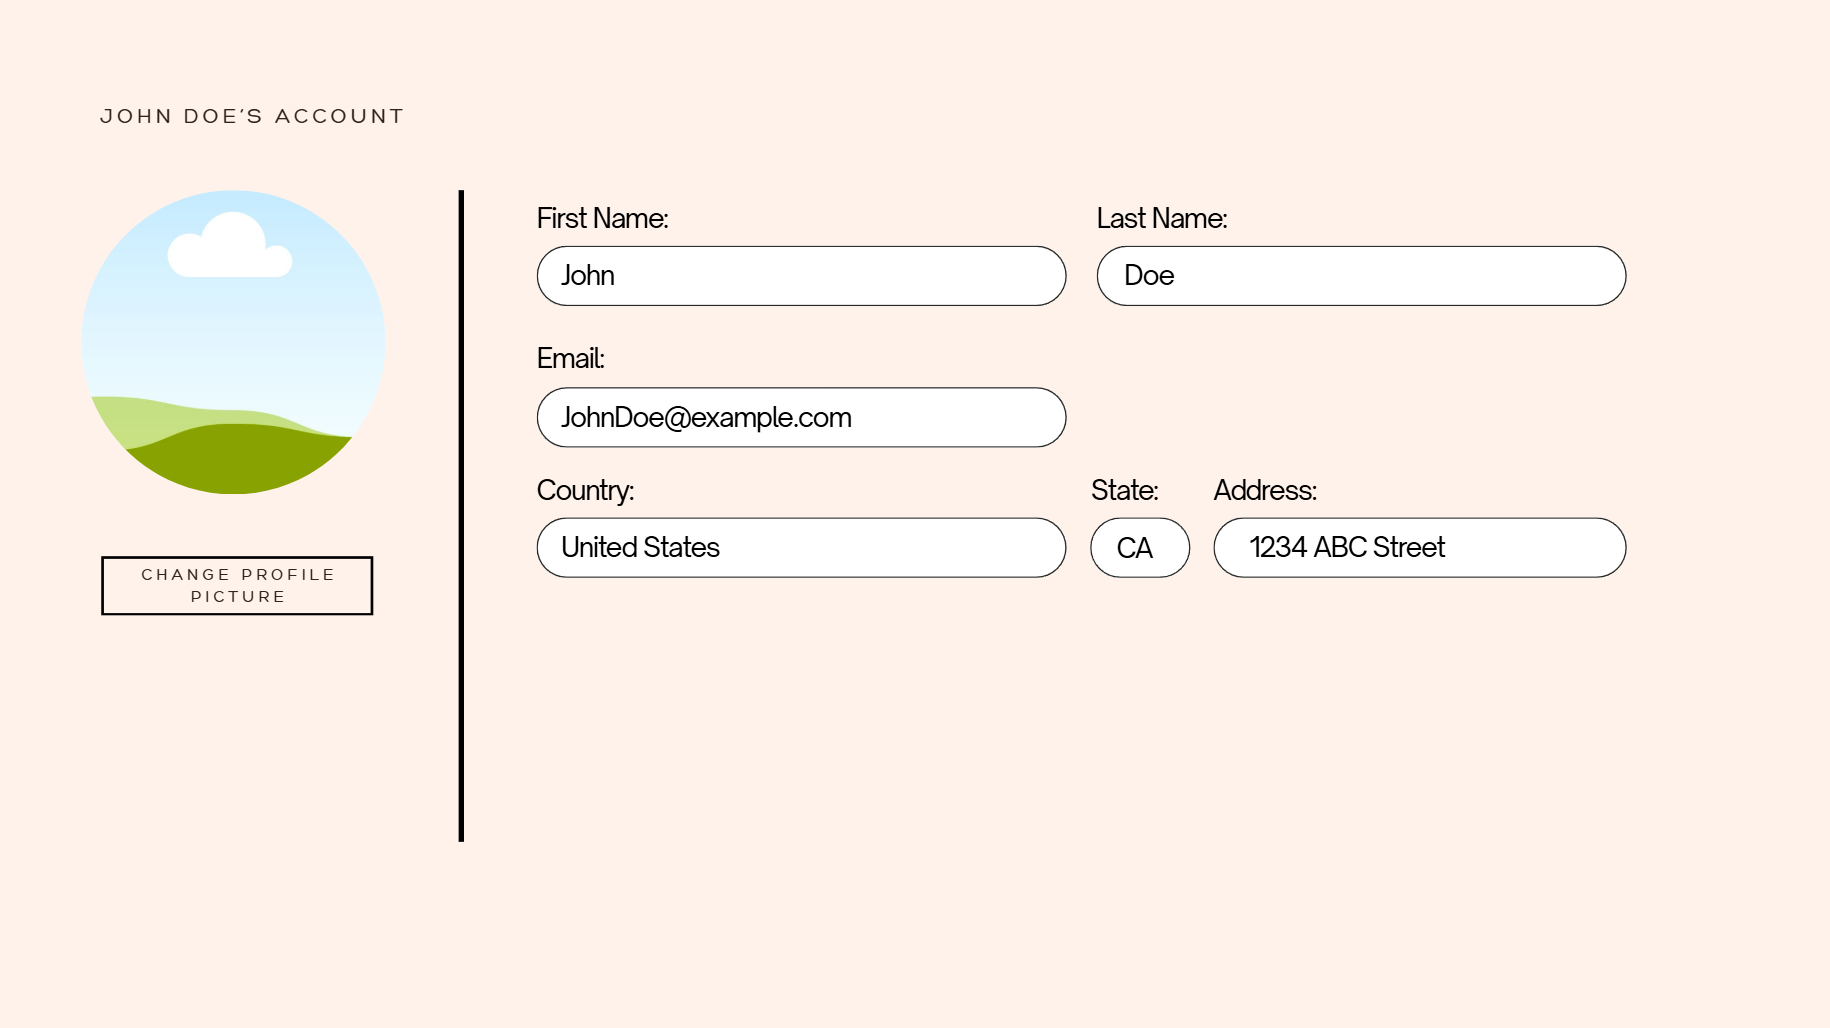 JOHN DOE'S ACCOUNT
First Name:
Last Name:
John
Doe
Email:
JohnDoe@example.com
Country:
State:
Address:
United States
CA
1234 ABC Street
CHANGE PROFILE
PICTURE